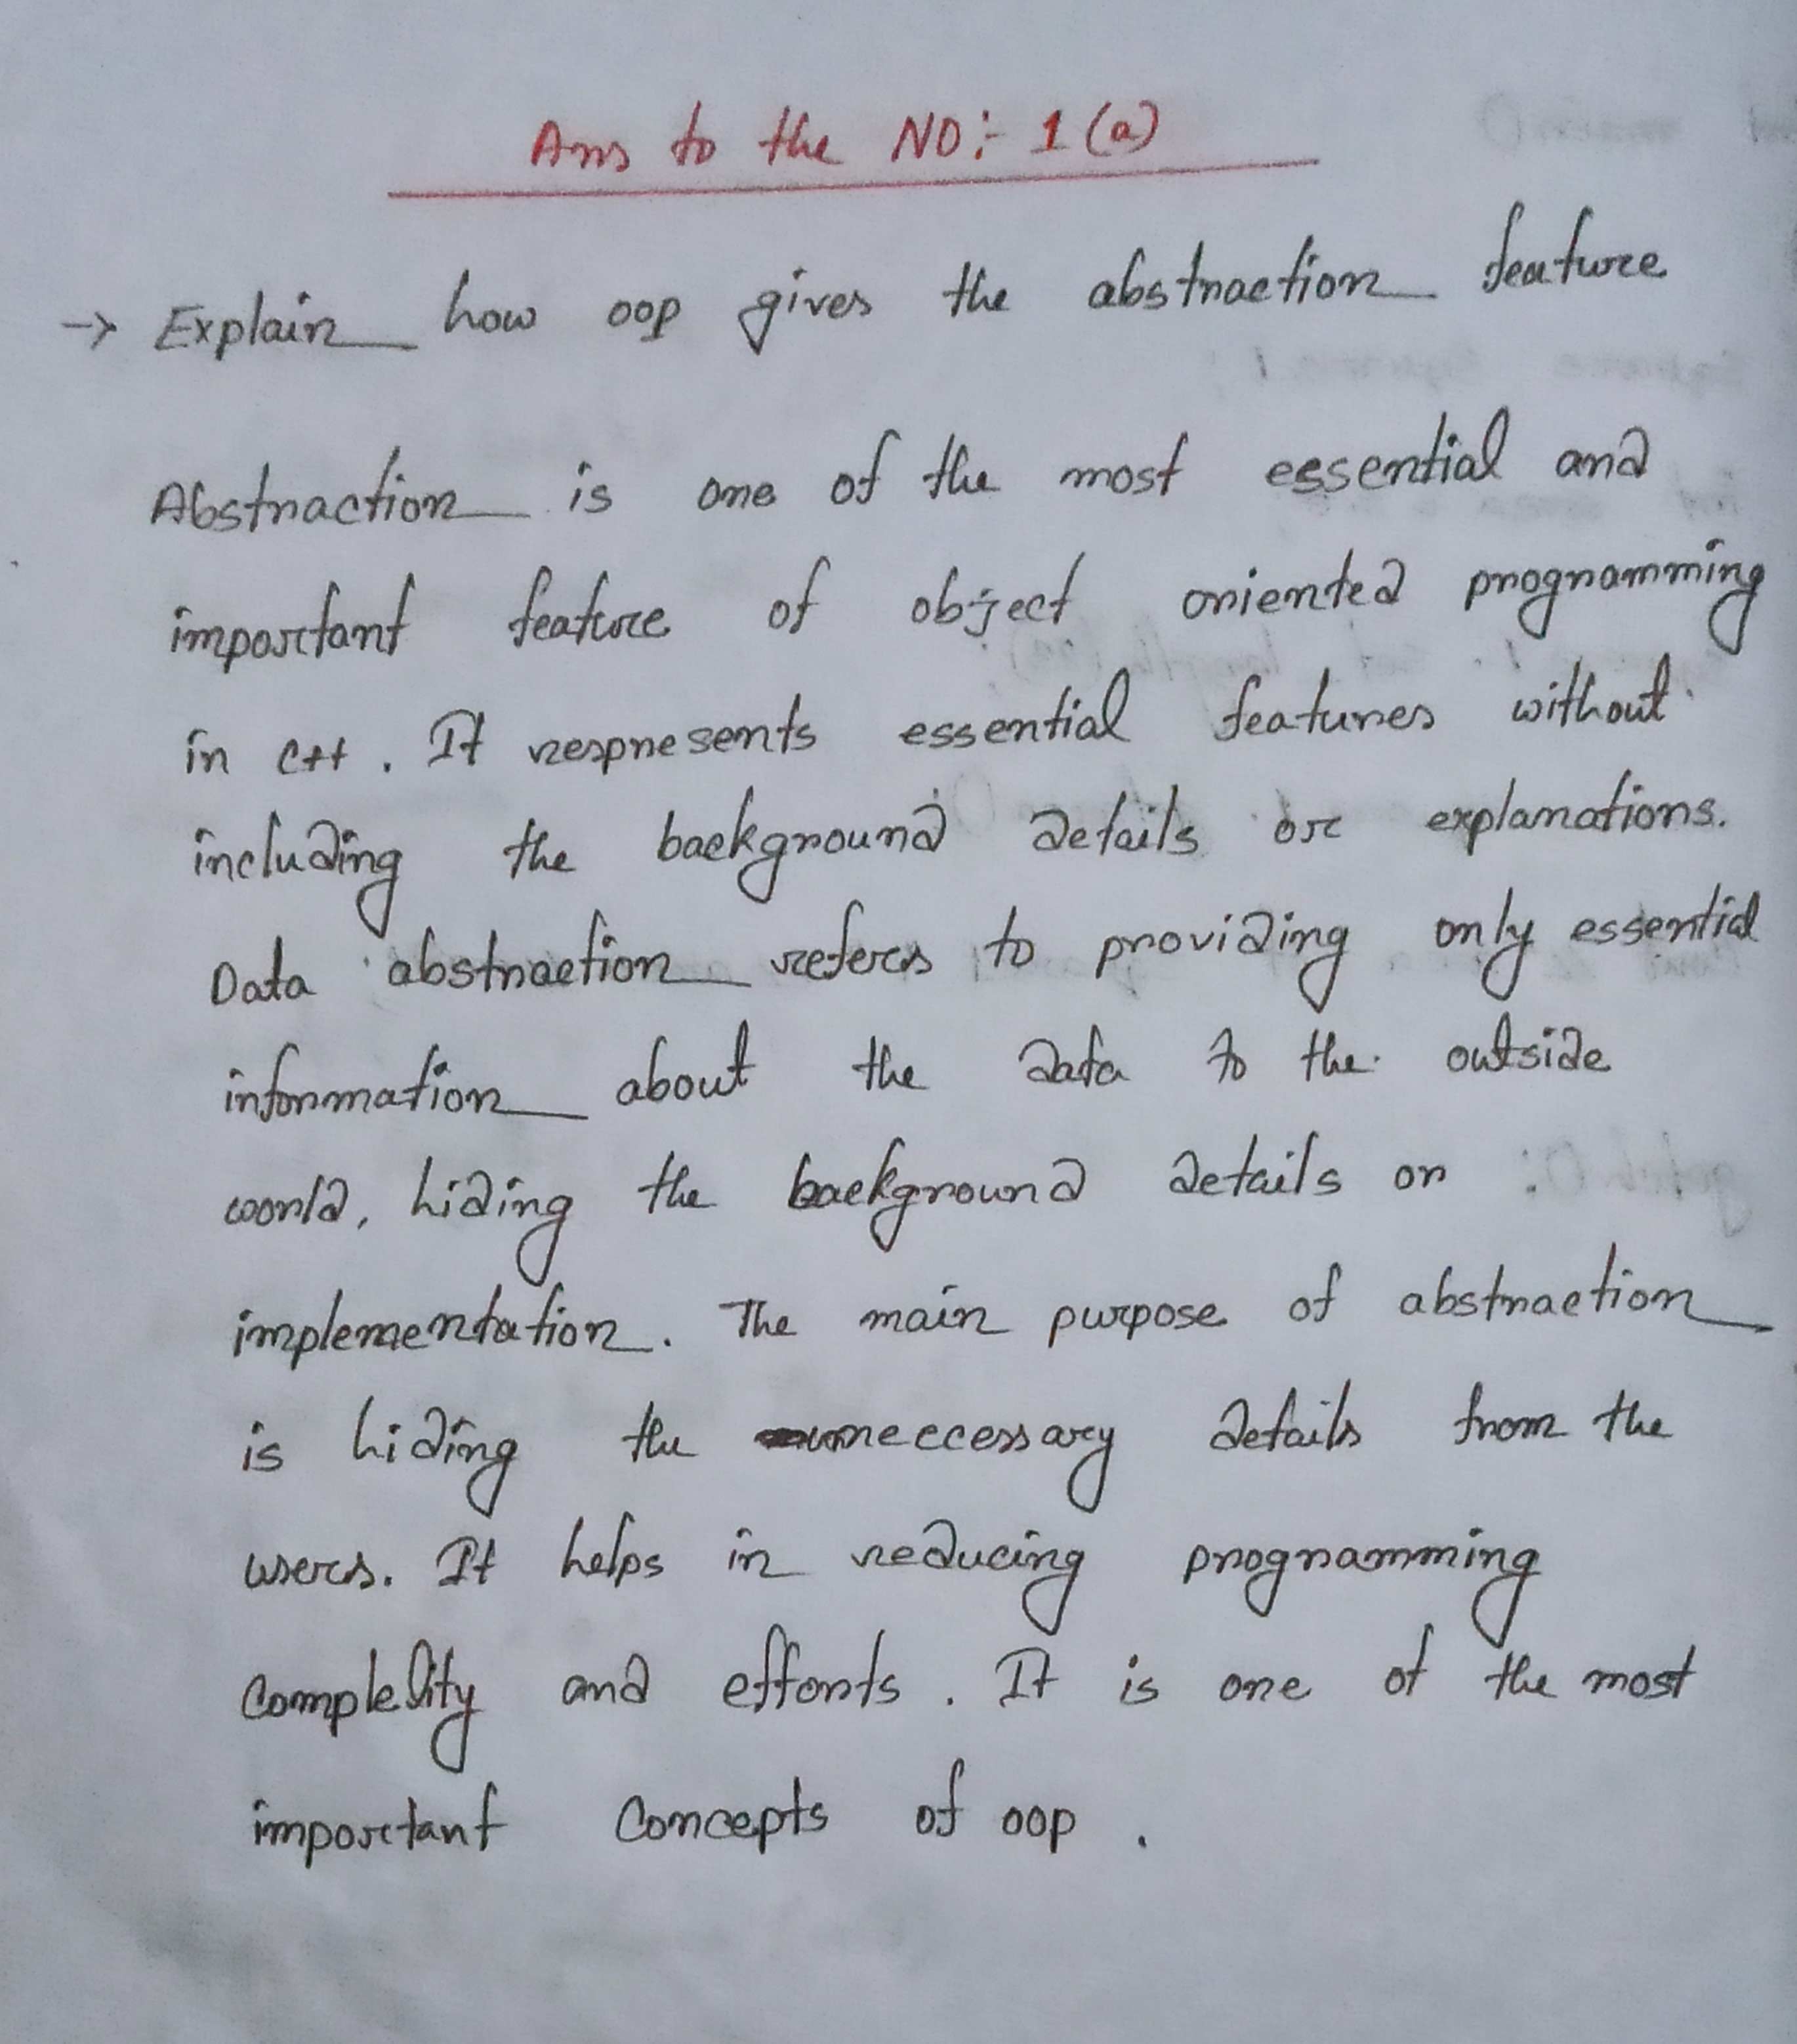 Ans to the NO:- 1 (a)
→ Explain how oop gives the abstraction feature
Abstraction is one of the most essential and
important feature of object oriented programming
in c++. It respresents essential features without
including the background details or explanations.
Data abstraction refers to providing only essential
information about the data to the outside
world, hiding the background details or
implementation. The main purpose of abstraction
is hiding the unneccessary details from the
users. It helps in reducing programming
and efforts. It is one of the most
important concepts of oop.